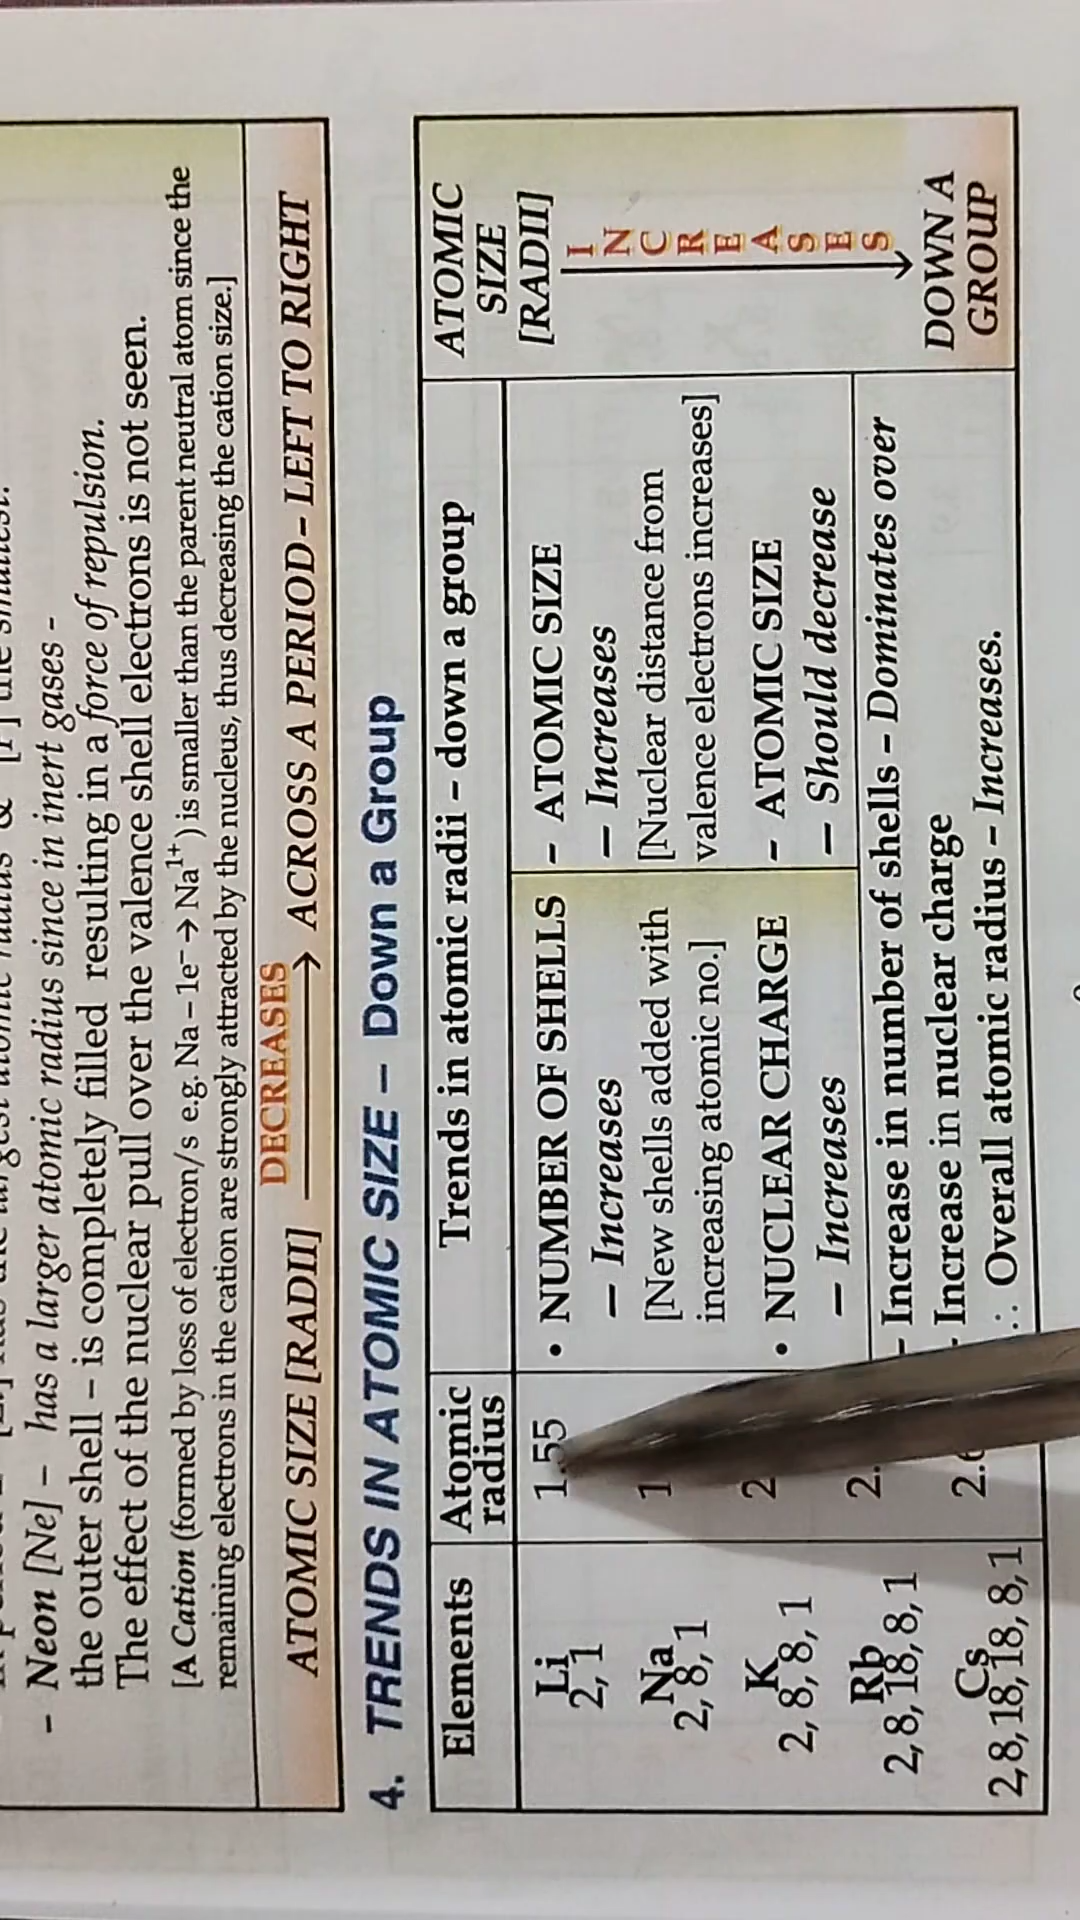 – Neon [Ne] – has a larger atomic radius since in inert gases -
the outer shell – is completely filled resulting in a force of repulsion.
The effect of the nuclear pull over the valence shell electrons is not seen.
[A Cation (formed by loss of electron/s e.g. Na – 1e⁻ → Na¹⁺) is smaller than the parent neutral atom since the
remaining electrons in the cation are strongly attracted by the nucleus, thus decreasing the cation size.]
DECREASES
ATOMIC SIZE [RADII] → ACROSS A PERIOD – LEFT TO RIGHT
4. TRENDS IN ATOMIC SIZE – Down a Group
Elements
Atomic
radius
Trends in atomic radii – down a group
ATOMIC
SIZE
[RADII]
Li
2, 1
1.55
• NUMBER OF SHELLS
– Increases
[New shells added with
increasing atomic no.]
– ATOMIC SIZE
– Increases
[Nuclear distance from
valence electrons increases]
Na
2, 8, 1
K
2, 8, 8, 1
• NUCLEAR CHARGE
– Increases
– ATOMIC SIZE
– Should decrease
Rb
2,8,18,8,1
Cs
2,8,18,18, 8,1
– Increase in number of shells – Dominates over
Increase in nuclear charge
∴ Overall atomic radius – Increases.
INCREASES
DOWN A
GROUP